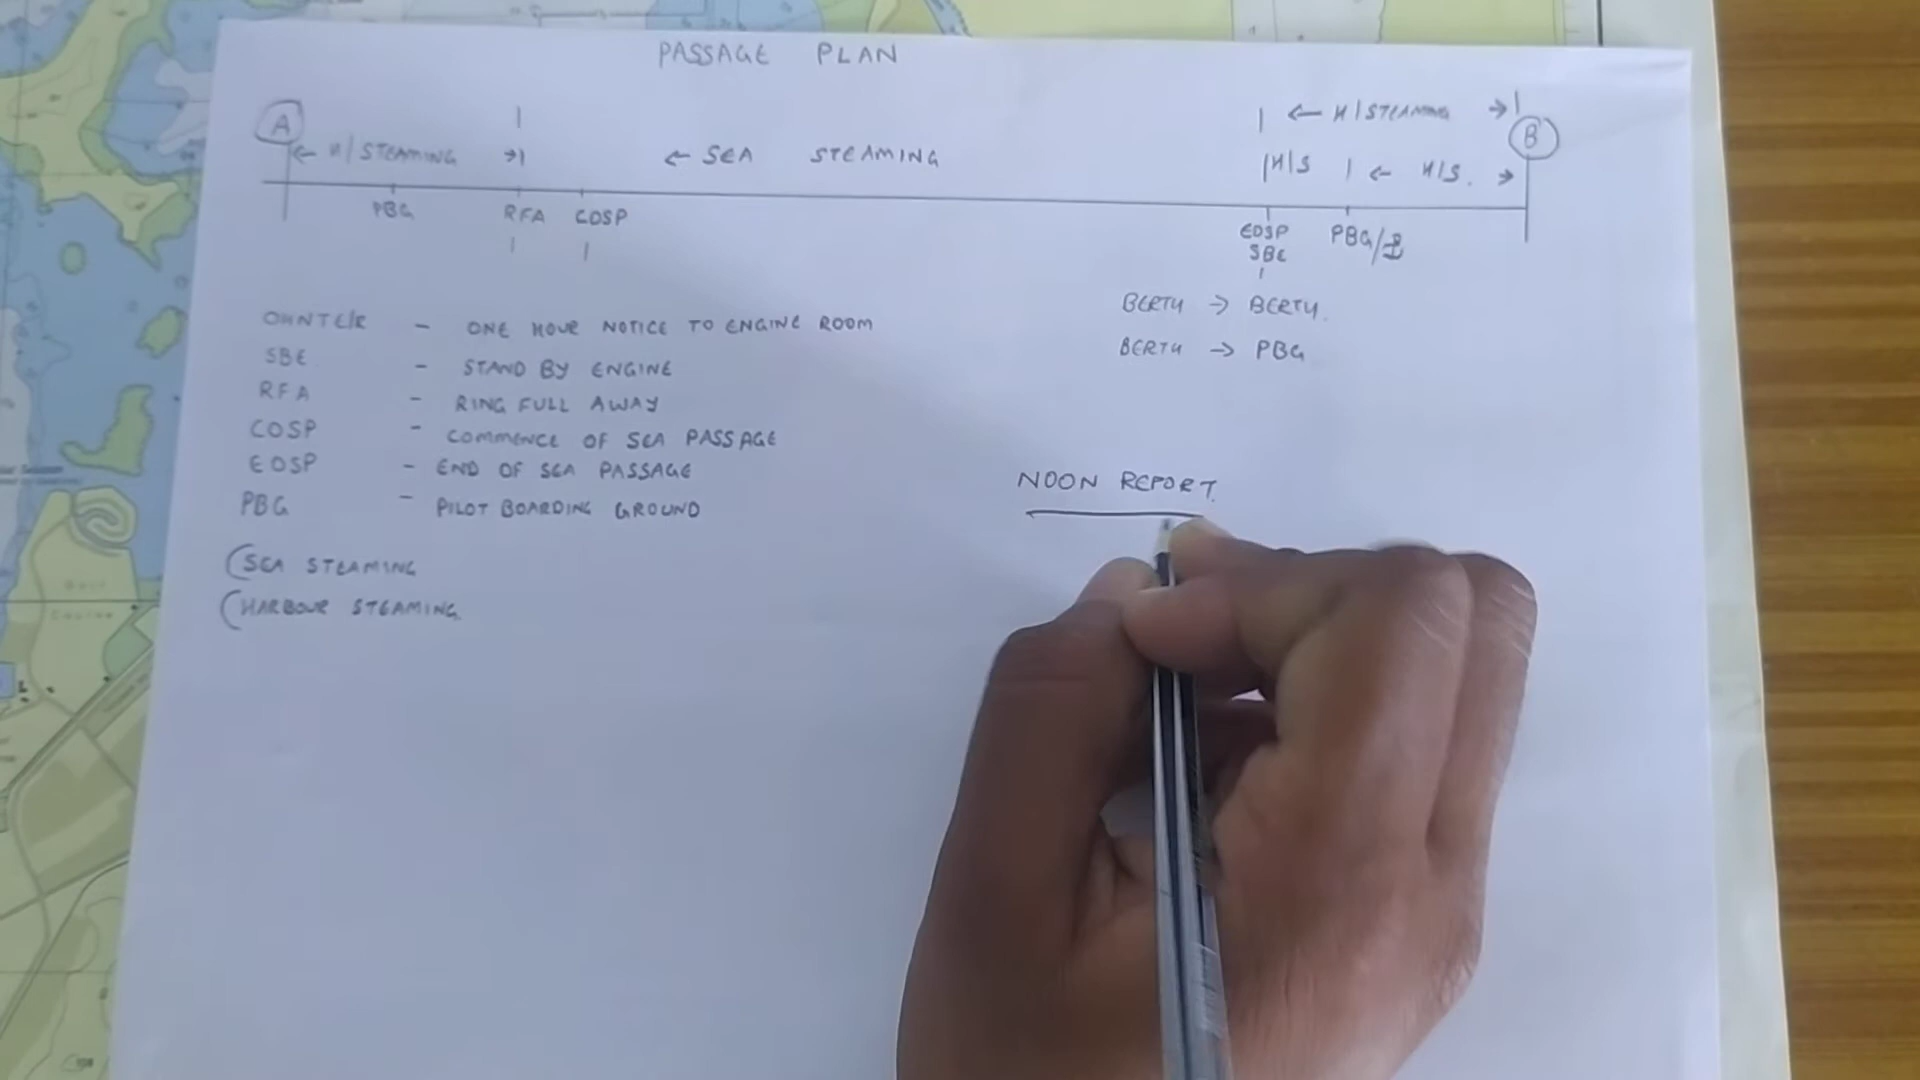 PASSAGE PLAN
A
← H/STEAMING →
← SEA STEAMING
← H/STEAMING →
B
H/S ← H/S. →
PBG RFA COSP
EOSP
SBE
PBG/
BERTH → BERTH.
BERTH → PBG
OHNTE/R - ONE HOUR NOTICE TO ENGINE ROOM
SBE - STAND BY ENGINE
RFA - RING FULL AWAY
COSP - COMMENCE OF SEA PASSAGE
EOSP - END OF SEA PASSAGE
PBG - PILOT BOARDING GROUND
NOON REPORT.
(SEA STEAMING
(HARBOUR STEAMING